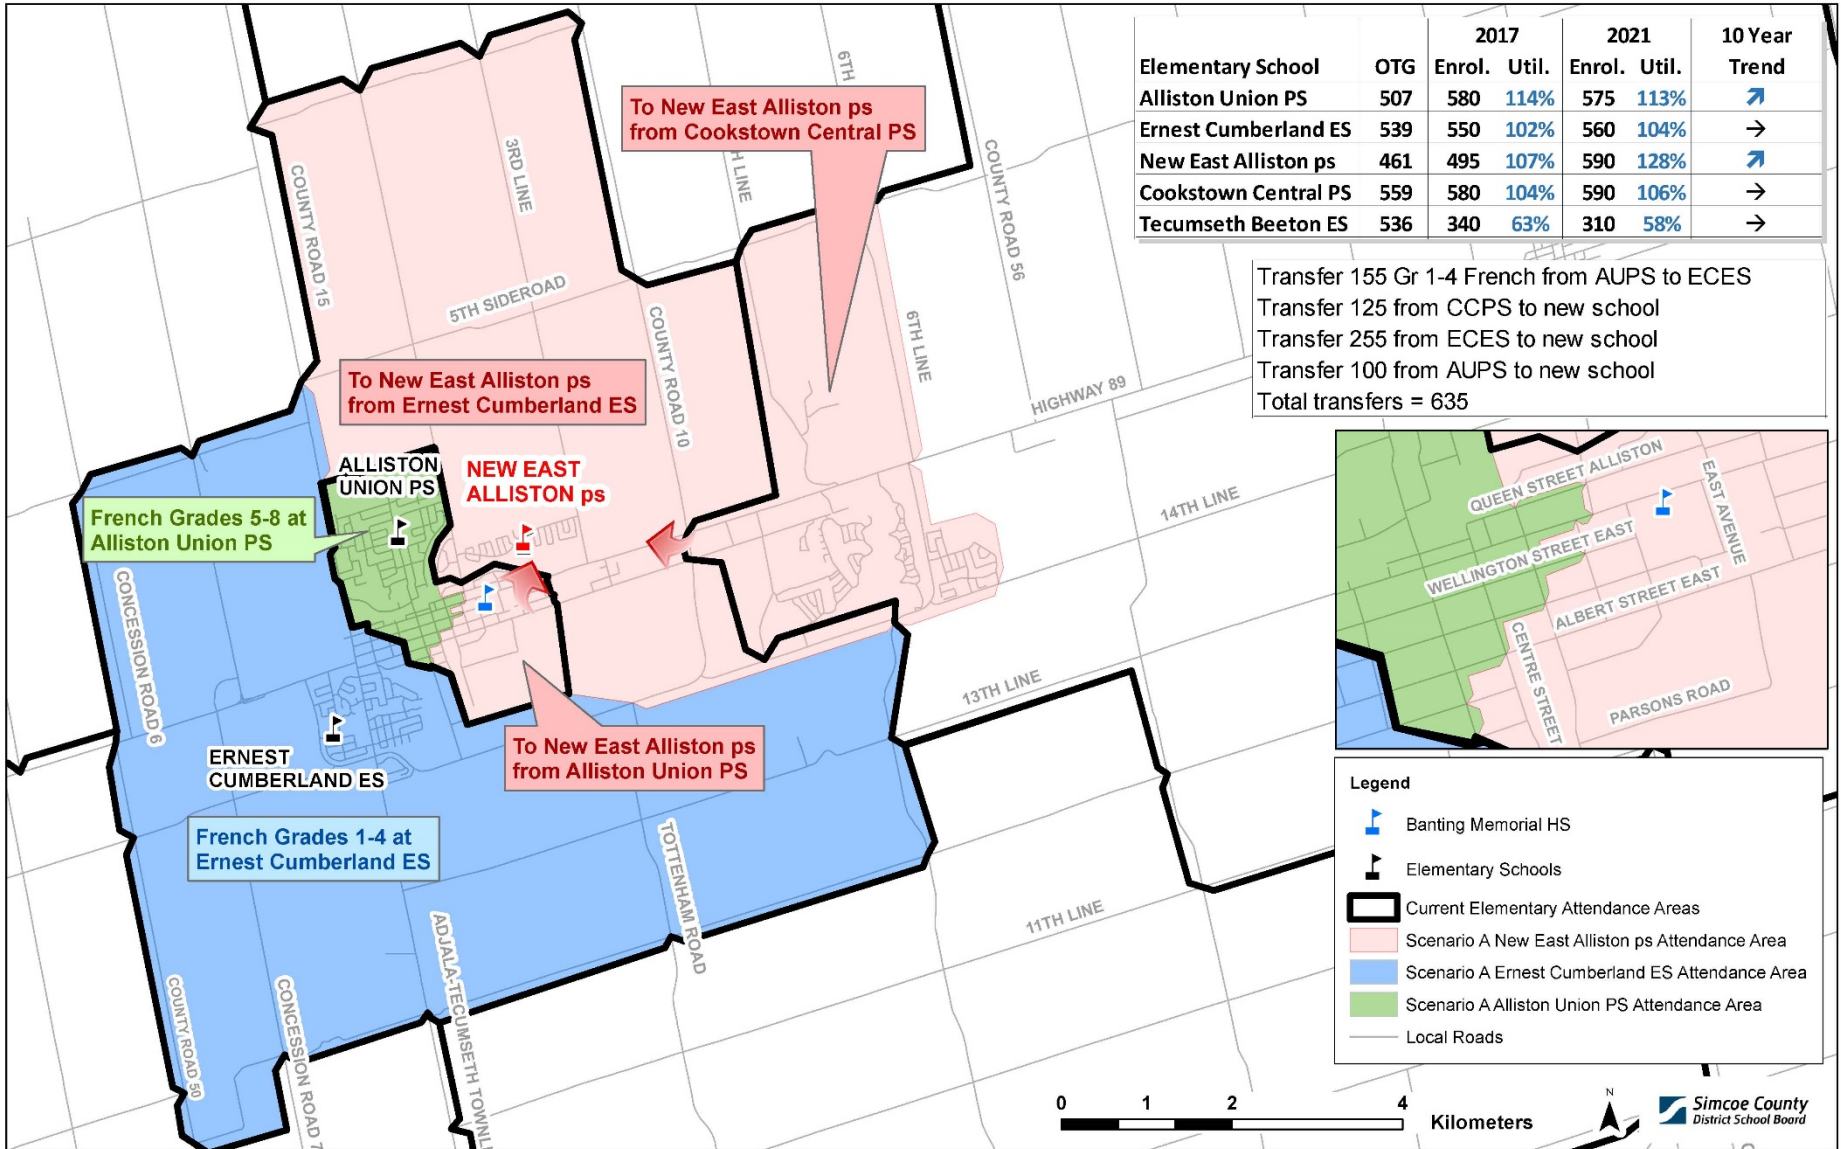 2017 2021 10 Year
Elementary School OTG Enrol. Util. Enrol. Util. Trend
Alliston Union PS 507 580 114% 575 113%
Ernest Cumberland ES 539 550 102% 560 104% →
New East Alliston ps 461 495 107% 590 128%
Cookstown Central PS 559 580 104% 590 106% →
Tecumseth Beeton ES 536 340 63% 310 58% →
Transfer 155 Gr 1-4 French from AUPS to ECES
Transfer 125 from CCPS to new school
Transfer 255 from ECES to new school
Transfer 100 from AUPS to new school
Total transfers = 635
To New East Alliston ps
from Cookstown Central PS
6TH
H LINE
3RD LINE
COUNTY ROAD 15
COUNTY ROAD 56
5TH SIDEROAD
COUNTY ROAD 10
6TH LINE
HIGHWAY 89
To New East Alliston ps
from Ernest Cumberland ES
ALLISTON
UNION PS
NEW EAST
ALLISTON ps
French Grades 5-8 at
Alliston Union PS
14TH LINE
CONCESSION ROAD 6
13TH LINE
To New East Alliston ps
from Alliston Union PS
ERNEST
CUMBERLAND ES
French Grades 1-4 at
Ernest Cumberland ES
TOTTENHAM ROAD
11TH LINE
ADJALA-TECUMSETH TOWNLI
COUNTY ROAD 50
CONCESSION ROAD 7
QUEEN STREET ALLISTON
EAST AVENUE
WELLINGTON STREET EAST
ALBERT STREET EAST
CENTRE STREET
PARSONS ROAD
Legend
Banting Memorial HS
Elementary Schools
Current Elementary Attendance Areas
Scenario A New East Alliston ps Attendance Area
Scenario A Ernest Cumberland ES Attendance Area
Scenario A Alliston Union PS Attendance Area
Local Roads
0 1 2 4
Kilometers
N
Simcoe County
District School Board